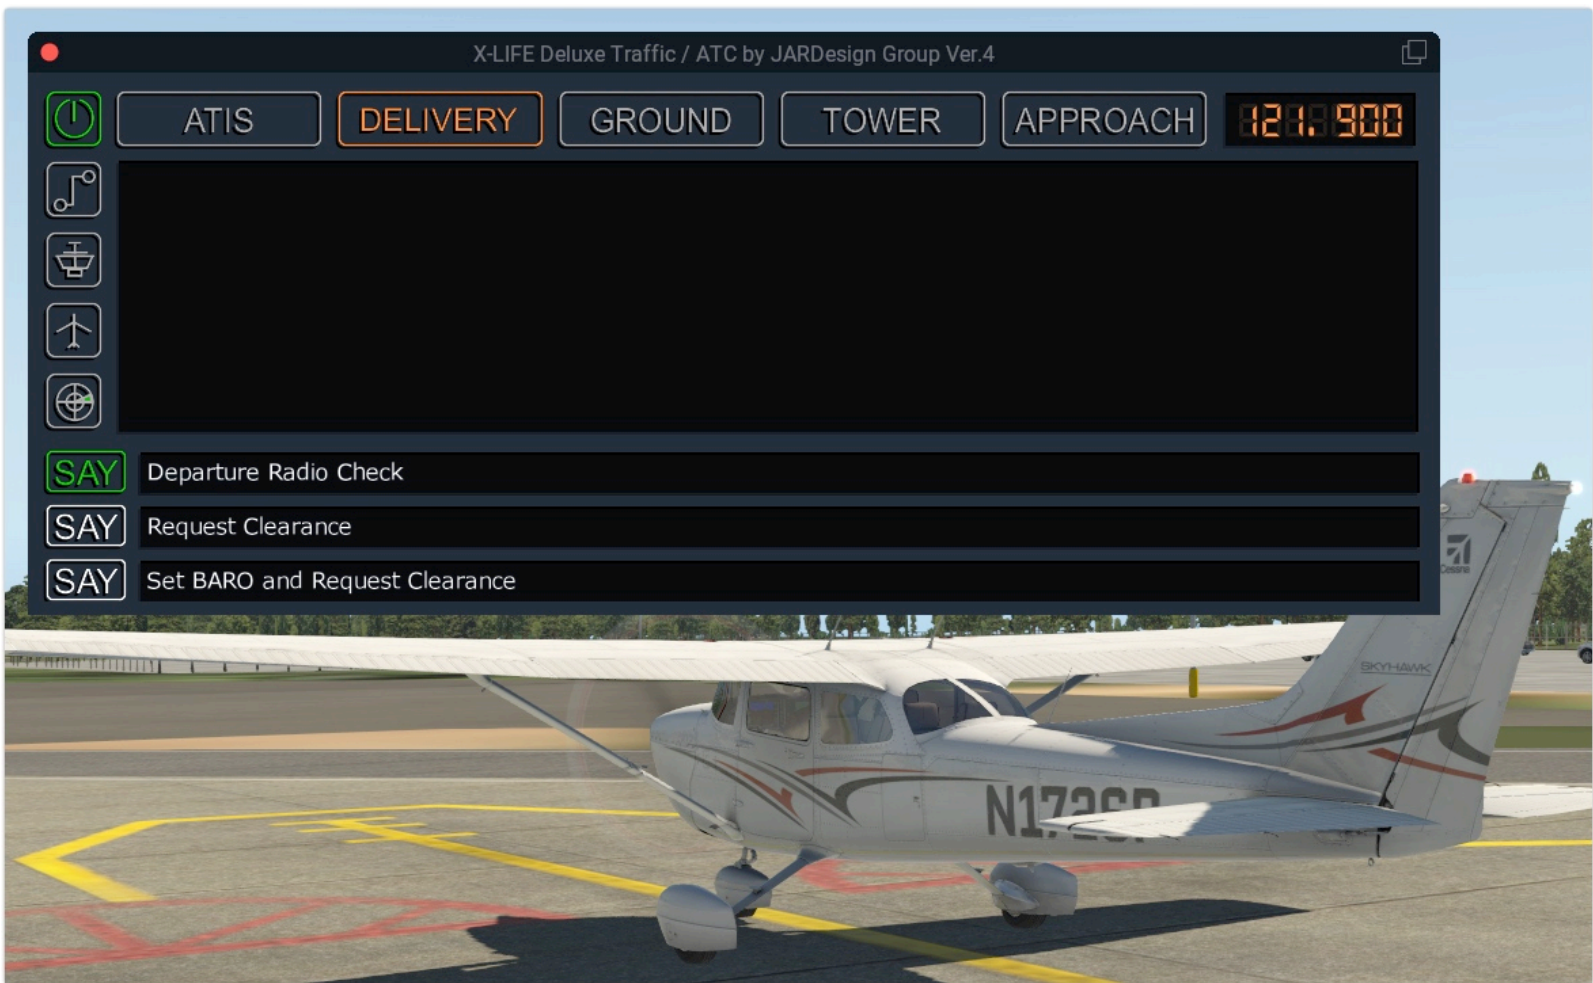 X-LIFE Deluxe Traffic / ATC by JARDesign Group Ver.4
ATIS DELIVERY GROUND TOWER APPROACH 121.900
SAY Departure Radio Check
SAY Request Clearance
SAY Set BARO and Request Clearance
Cessna
SKYHAWK